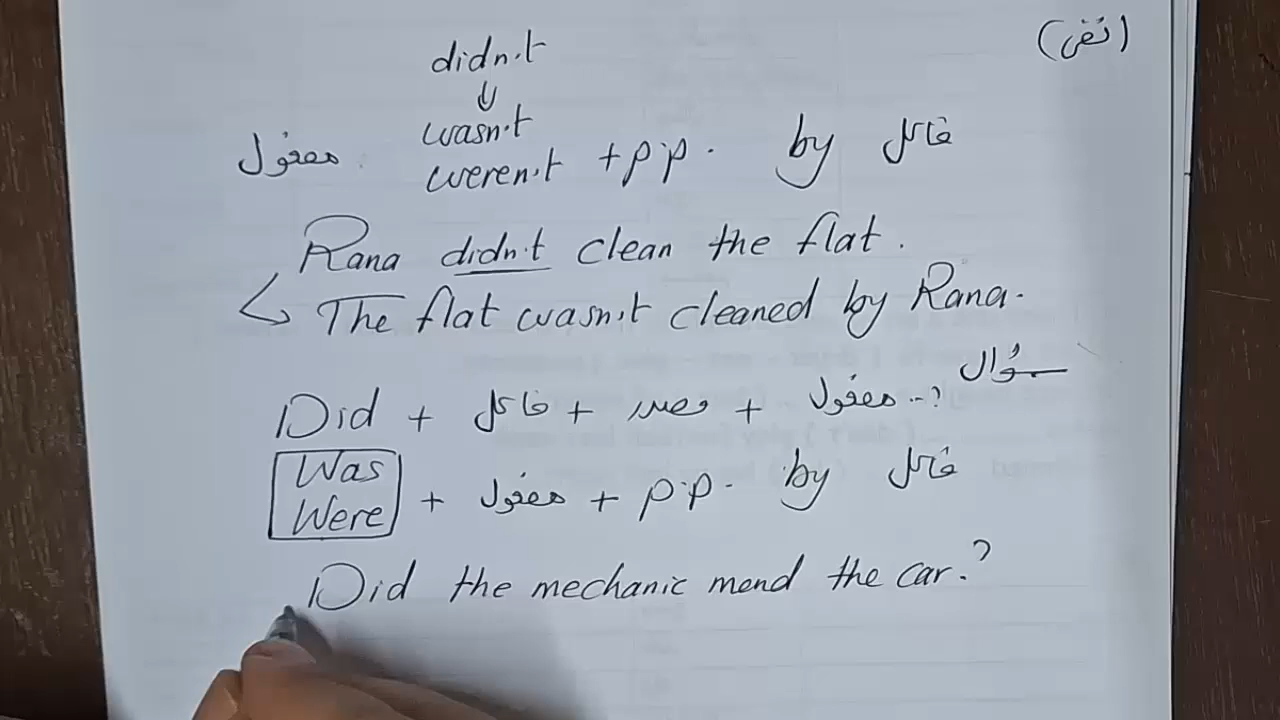 (نفى)
didn't
مفعول wasn't weren't + p.p. by فاعل
Rana didn't clean the flat.
The flat wasn't cleaned by Rana.
سؤال
Did + فاعل + مصدر + مفعول ..?
Was Were + مفعول + p.p. by فاعل
Did the mechanic mend the car.?